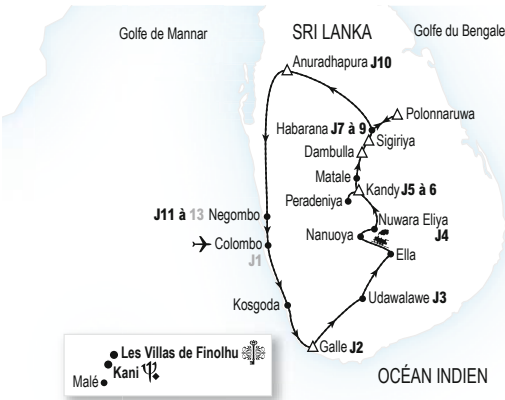 Golfe de Mannar
SRI LANKA
Golfe du Bengale
Anuradhapura J10
Polonnaruwa
Habarana J7 à 9
Sigiriya
Dambulla
Matale
Kandy J5 à 6
Peradeniya
J11 à 13 Negombo
Nuwara Eliya
J4
Nanuoya
Colombo
J1
Ella
Udawalawe J3
Kosgoda
Galle J2
Les Villas de Finolhu
Kani
Malé
OCÉAN INDIEN